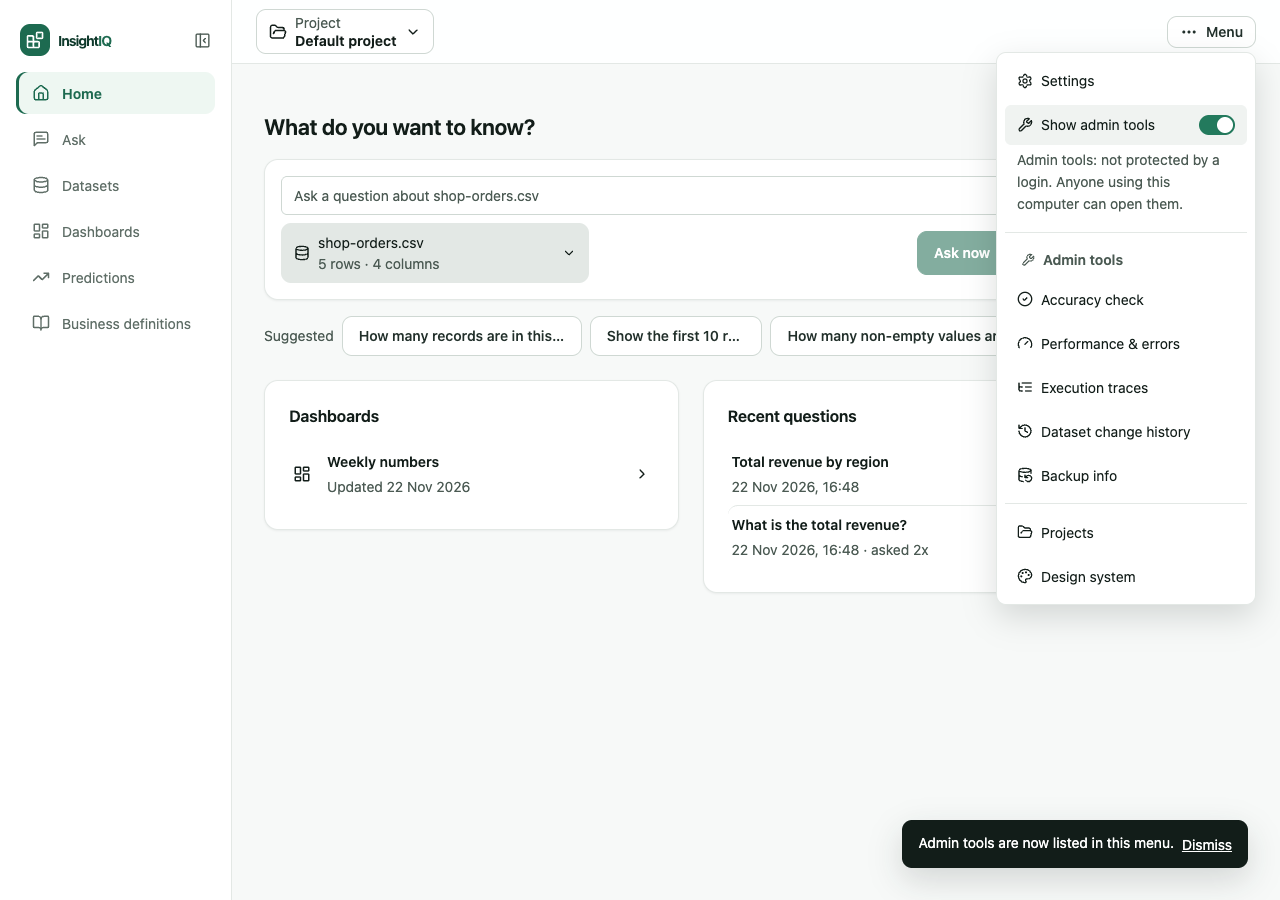 InsightIQ
Home
Ask
Datasets
Dashboards
Predictions
Business definitions
Project
Default project
Menu
What do you want to know?
Ask a question about shop-orders.csv
shop-orders.csv
5 rows · 4 columns
Ask now
Suggested
How many records are in this...
Show the first 10 r...
How many non-empty values
Dashboards
Weekly numbers
Updated 22 Nov 2026
Recent questions
Total revenue by region
22 Nov 2026, 16:48
What is the total revenue?
22 Nov 2026, 16:48 · asked 2x
Settings
Show admin tools
Admin tools: not protected by a
login. Anyone using this
computer can open them.
Admin tools
Accuracy check
Performance & errors
Execution traces
Dataset change history
Backup info
Projects
Design system
Admin tools are now listed in this menu. Dismiss